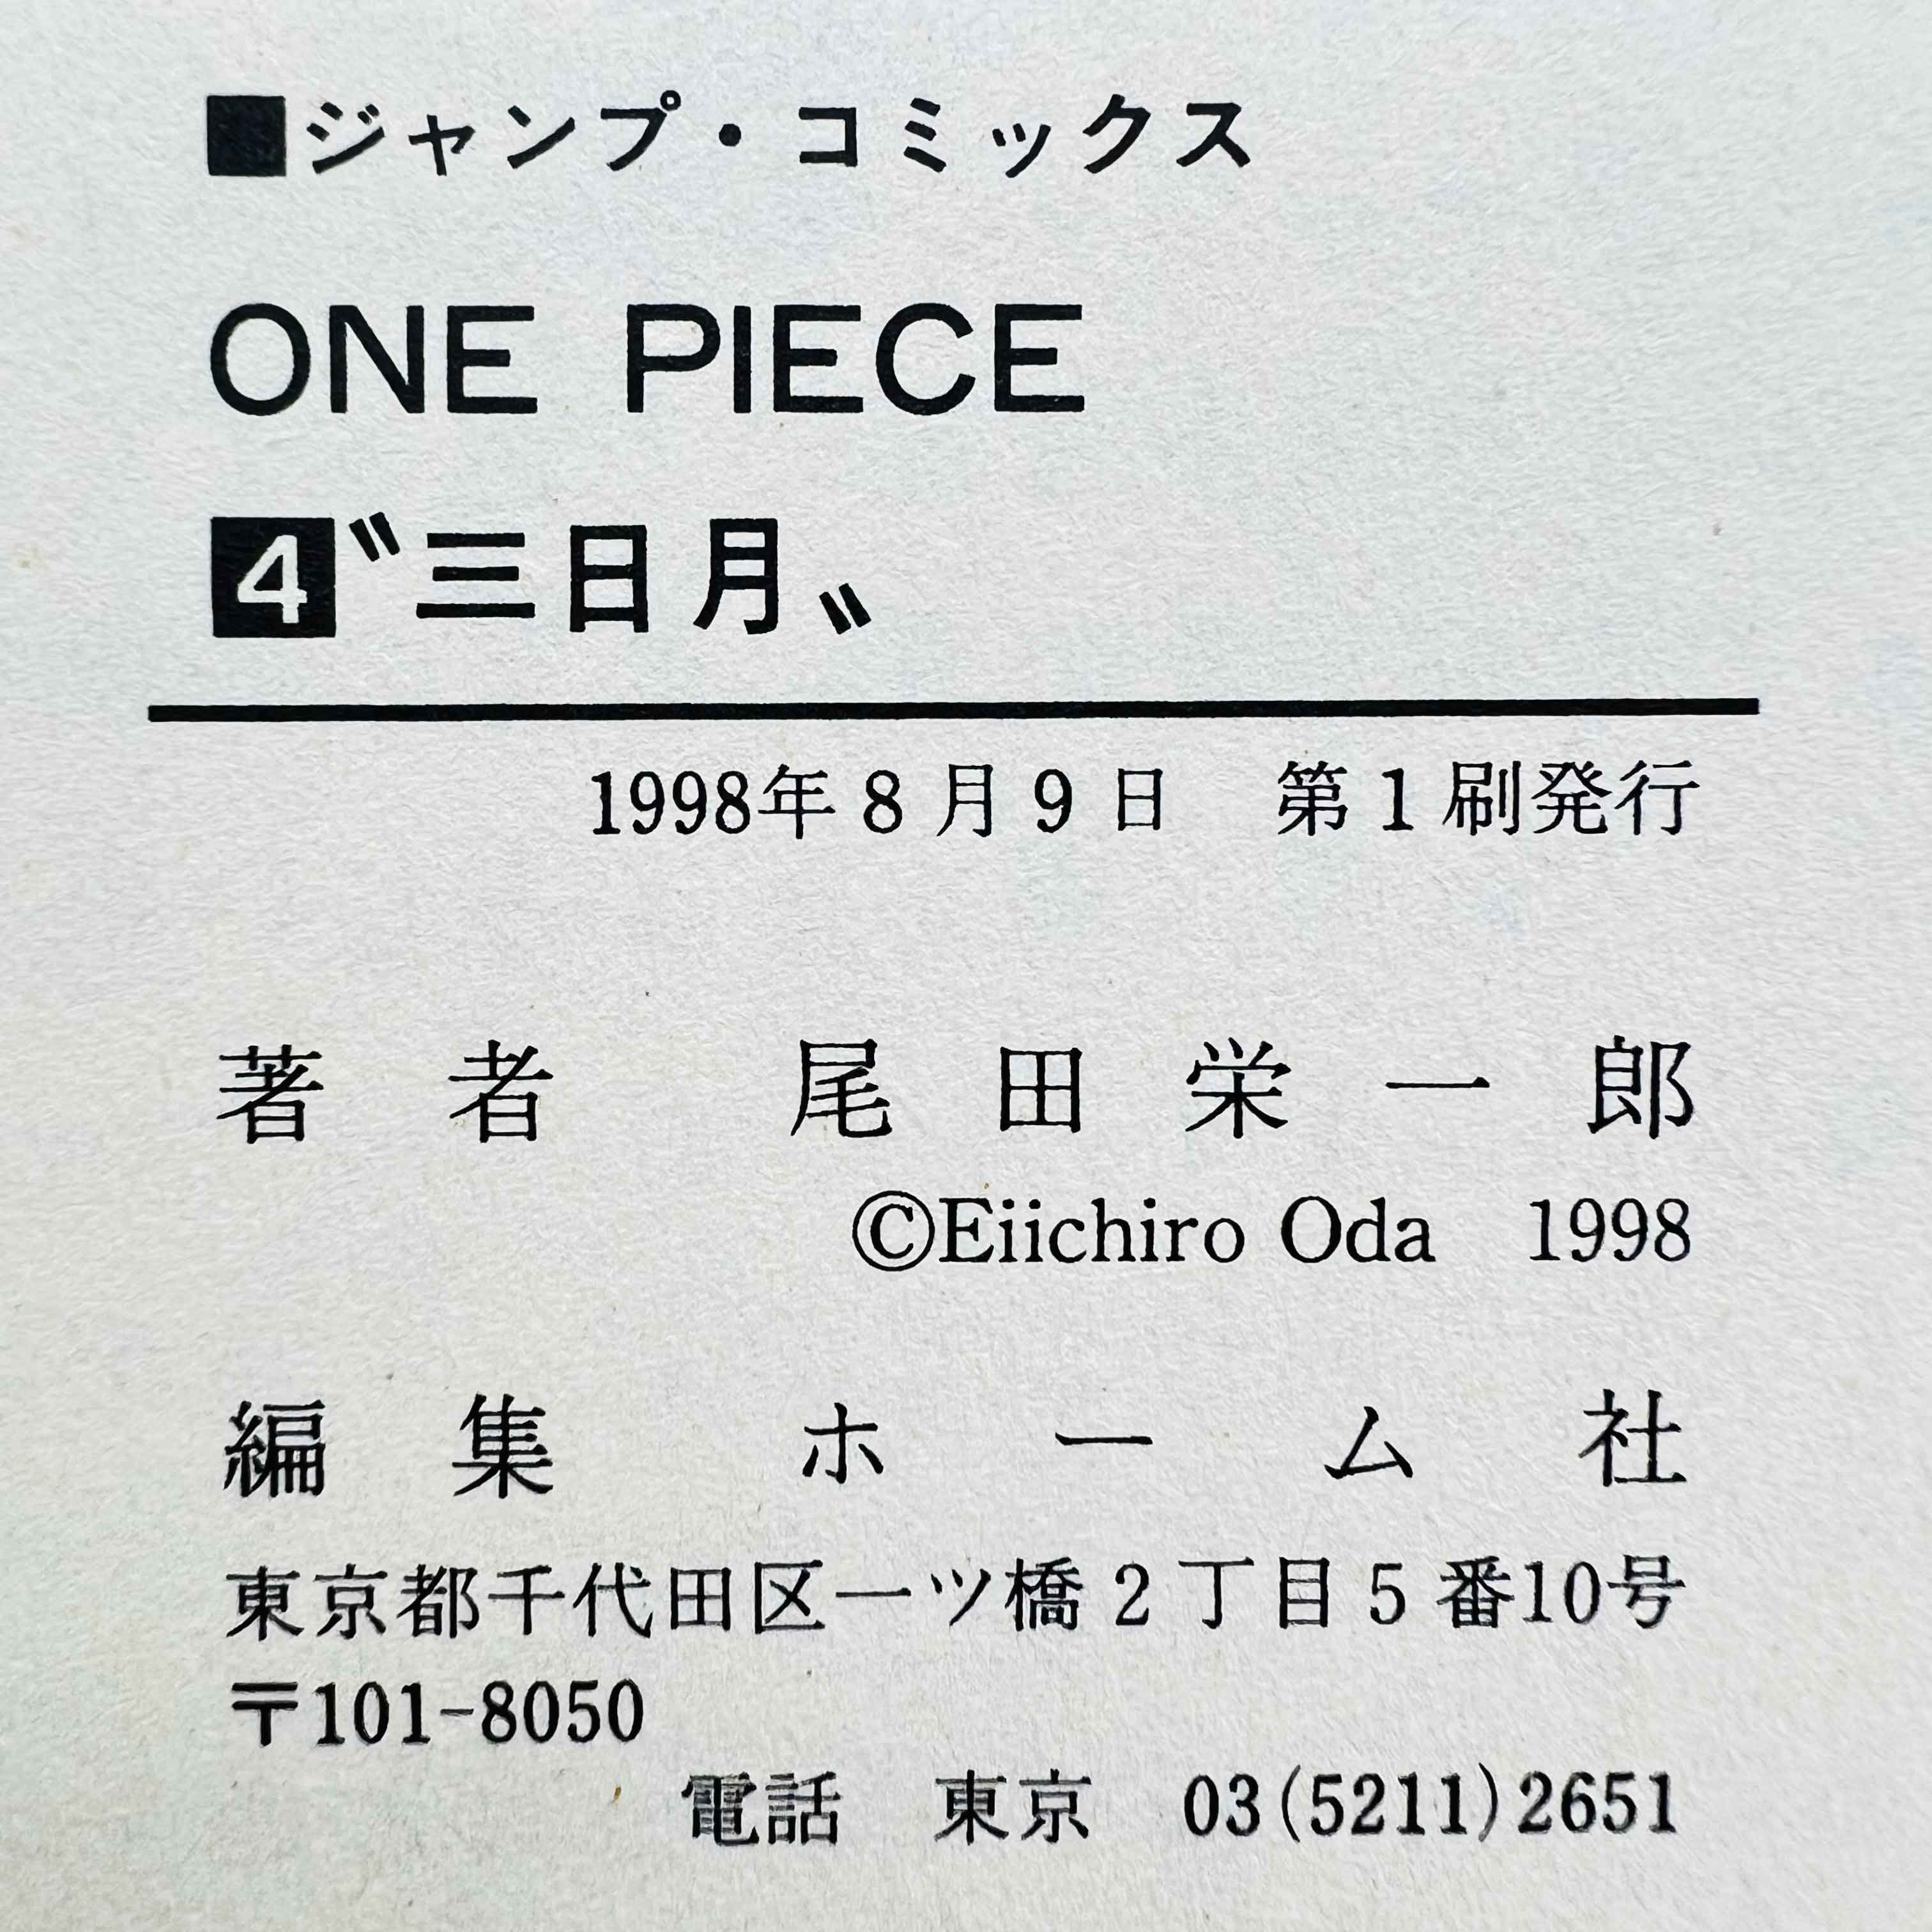 ■ジャンプ・コミックス
ONE PIECE
4〝三日月〟
1998年8月9日　第1刷発行
著者　尾田栄一郎
©Eiichiro Oda　1998
編集　ホーム社
東京都千代田区一ツ橋2丁目5番10号
〒101-8050
電話　東京　03(5211)2651